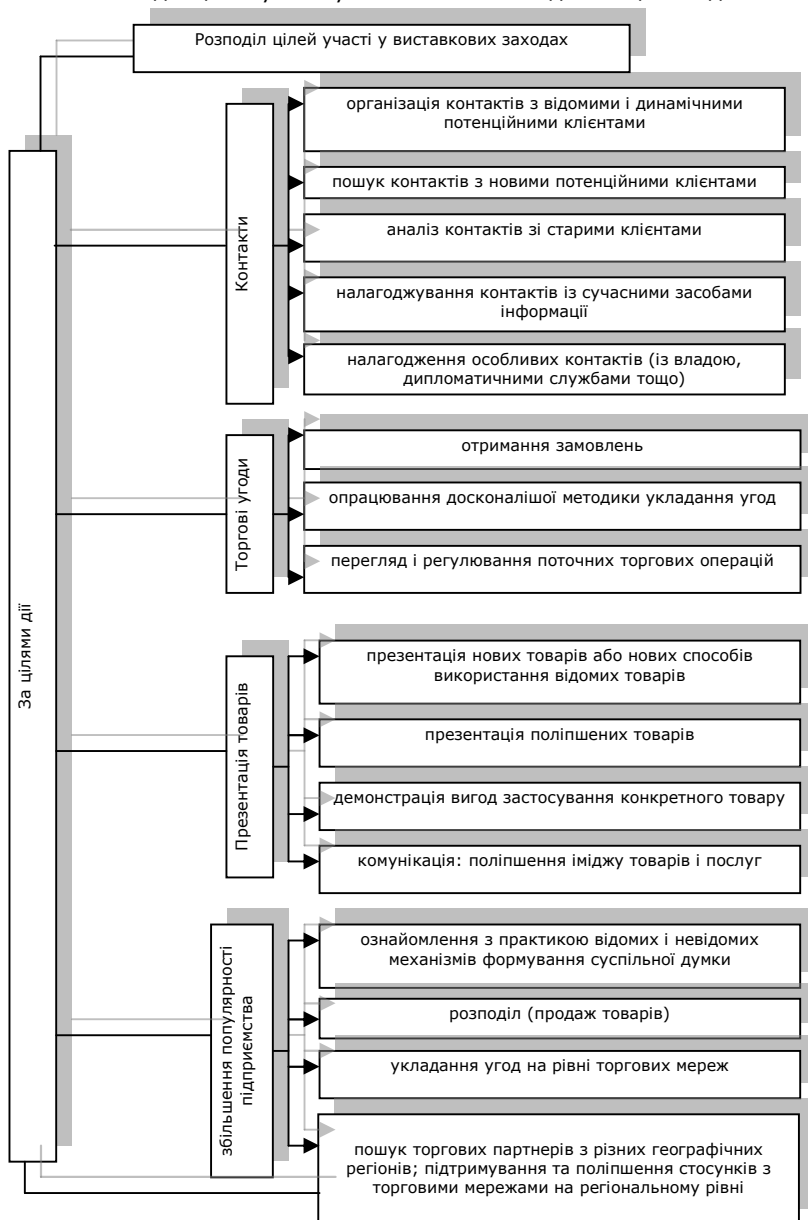 Розподіл цілей участі у виставкових заходах
За цілями дії
Контакти
організація контактів з відомими і динамічними
потенційними клієнтами
пошук контактів з новими потенційними клієнтами
аналіз контактів зі старими клієнтами
налагоджування контактів із сучасними засобами
інформації
налагодження особливих контактів (із владою,
дипломатичними службами тощо)
Торгові угоди
отримання замовлень
опрацювання досконалішої методики укладання угод
перегляд і регулювання поточних торгових операцій
Презентація товарів
презентація нових товарів або нових способів
використання відомих товарів
презентація поліпшених товарів
демонстрація вигод застосування конкретного товару
комунікація: поліпшення іміджу товарів і послуг
збільшення популярності
підприємства
ознайомлення з практикою відомих і невідомих
механізмів формування суспільної думки
розподіл (продаж товарів)
укладання угод на рівні торгових мереж
пошук торгових партнерів з різних географічних
регіонів; підтримування та поліпшення стосунків з
торговими мережами на регіональному рівні